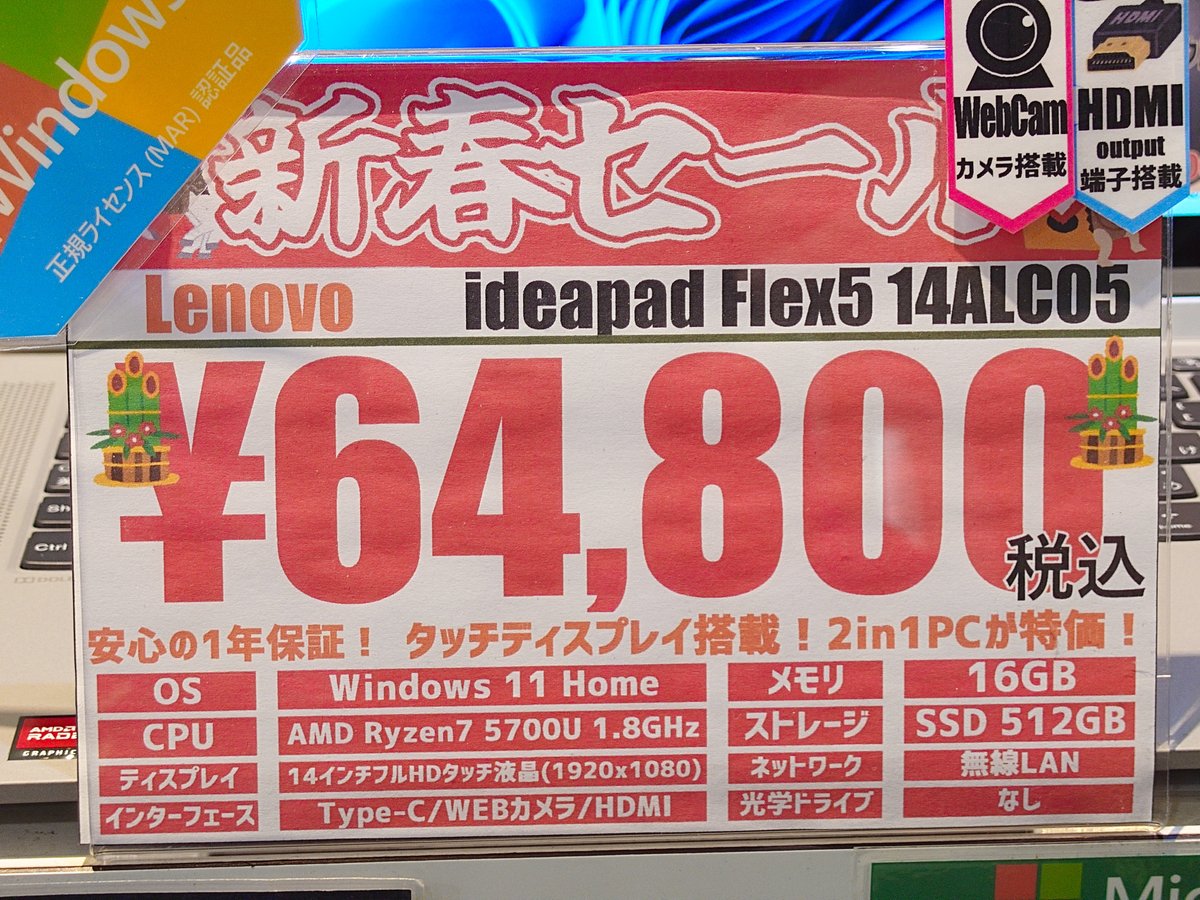 Windows
正規ライセンス (MAR) 認証品
WebCam
カメラ搭載
HDMI
HDMI
output
端子搭載
新春セール
Lenovo ideapad Flex5 14ALC05
¥64,800
税込
安心の1年保証！ タッチディスプレイ搭載！2in1PCが特価！
OS Windows 11 Home メモリ 16GB
CPU AMD Ryzen7 5700U 1.8GHz ストレージ SSD 512GB
ディスプレイ 14インチフルHDタッチ液晶(1920x1080) ネットワーク 無線LAN
インターフェース Type-C/WEBカメラ/HDMI 光学ドライブ なし
Ctrl
AMD